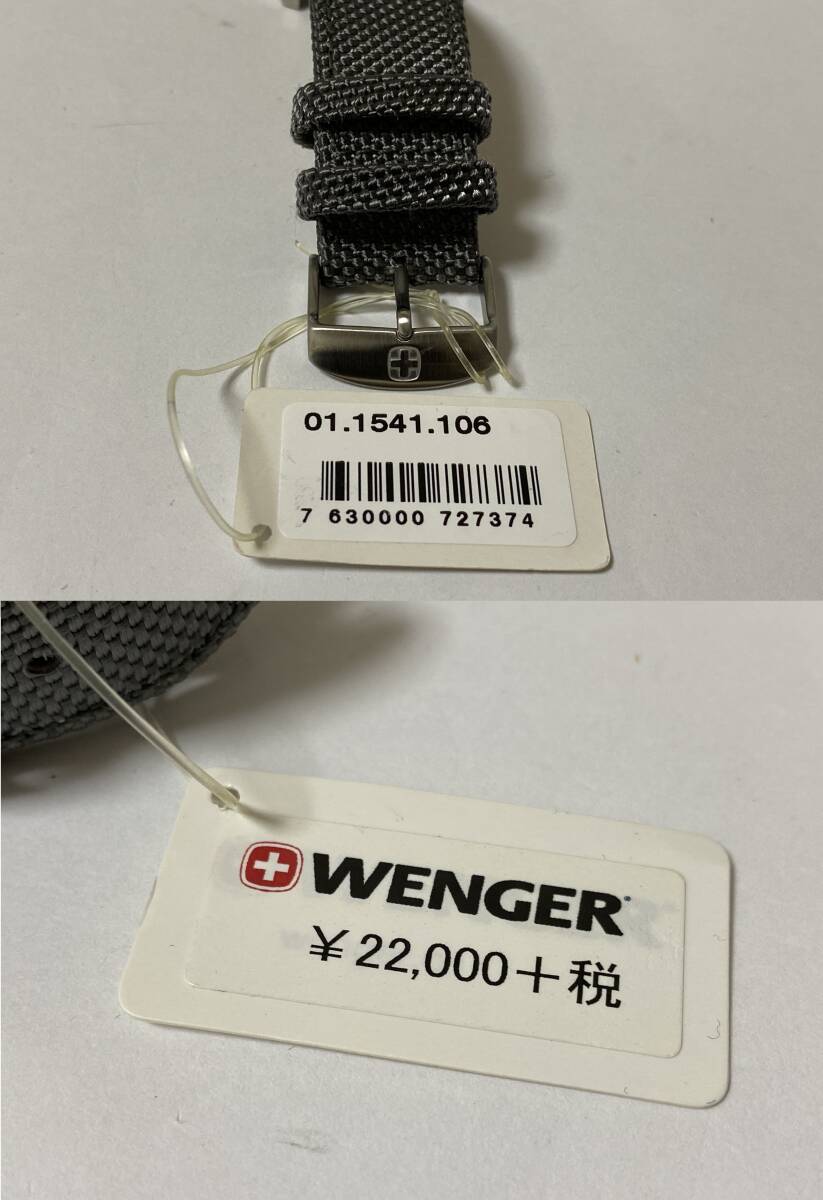 01.1541.106
7 630000 727374
WENGER
￥22,000+税